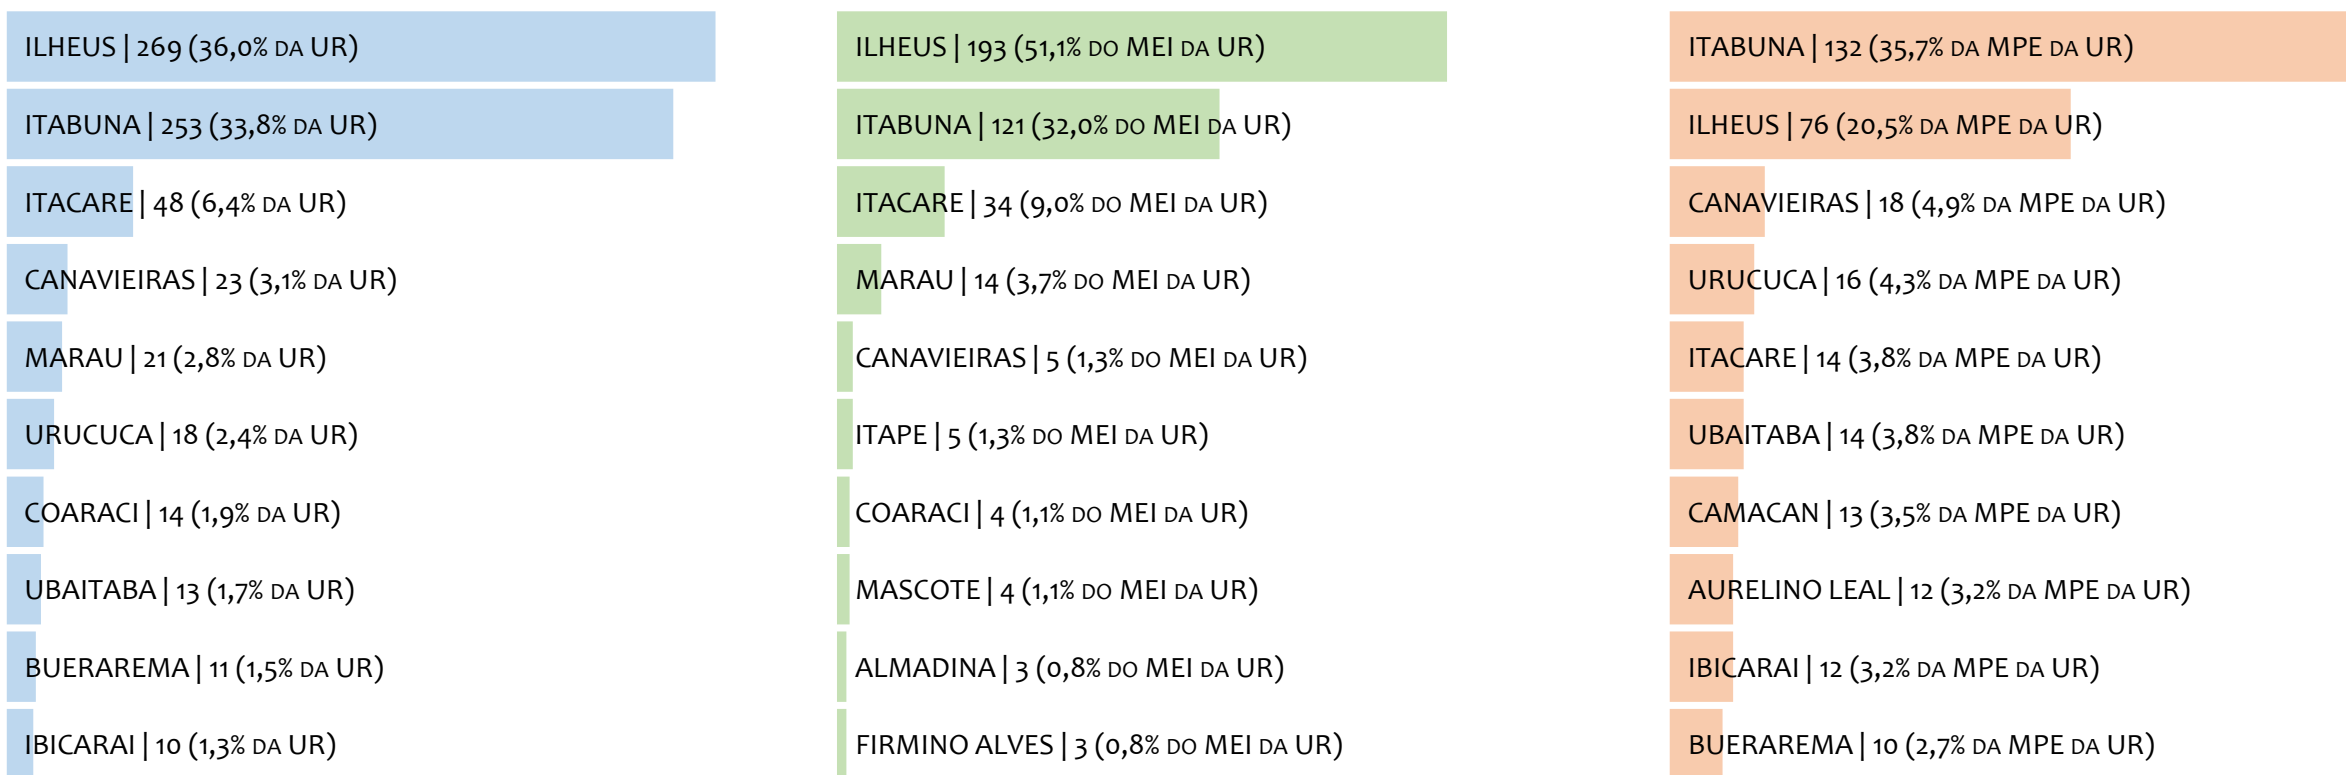 ILHEUS | 269 (36,0% DA UR)
ITABUNA | 253 (33,8% DA UR)
ITACARE | 48 (6,4% DA UR)
CANAVIEIRAS | 23 (3,1% DA UR)
MARAU | 21 (2,8% DA UR)
URUCUCA | 18 (2,4% DA UR)
COARACI | 14 (1,9% DA UR)
UBAITABA | 13 (1,7% DA UR)
BUERAREMA | 11 (1,5% DA UR)
IBICARAI | 10 (1,3% DA UR)
ILHEUS | 193 (51,1% DO MEI DA UR)
ITABUNA | 121 (32,0% DO MEI DA UR)
ITACARE | 34 (9,0% DO MEI DA UR)
MARAU | 14 (3,7% DO MEI DA UR)
CANAVIEIRAS | 5 (1,3% DO MEI DA UR)
ITAPE | 5 (1,3% DO MEI DA UR)
COARACI | 4 (1,1% DO MEI DA UR)
MASCOTE | 4 (1,1% DO MEI DA UR)
ALMADINA | 3 (0,8% DO MEI DA UR)
FIRMINO ALVES | 3 (0,8% DO MEI DA UR)
ITABUNA | 132 (35,7% DA MPE DA UR)
ILHEUS | 76 (20,5% DA MPE DA UR)
CANAVIEIRAS | 18 (4,9% DA MPE DA UR)
URUCUCA | 16 (4,3% DA MPE DA UR)
ITACARE | 14 (3,8% DA MPE DA UR)
UBAITABA | 14 (3,8% DA MPE DA UR)
CAMACAN | 13 (3,5% DA MPE DA UR)
AURELINO LEAL | 12 (3,2% DA MPE DA UR)
IBICARAI | 12 (3,2% DA MPE DA UR)
BUERAREMA | 10 (2,7% DA MPE DA UR)